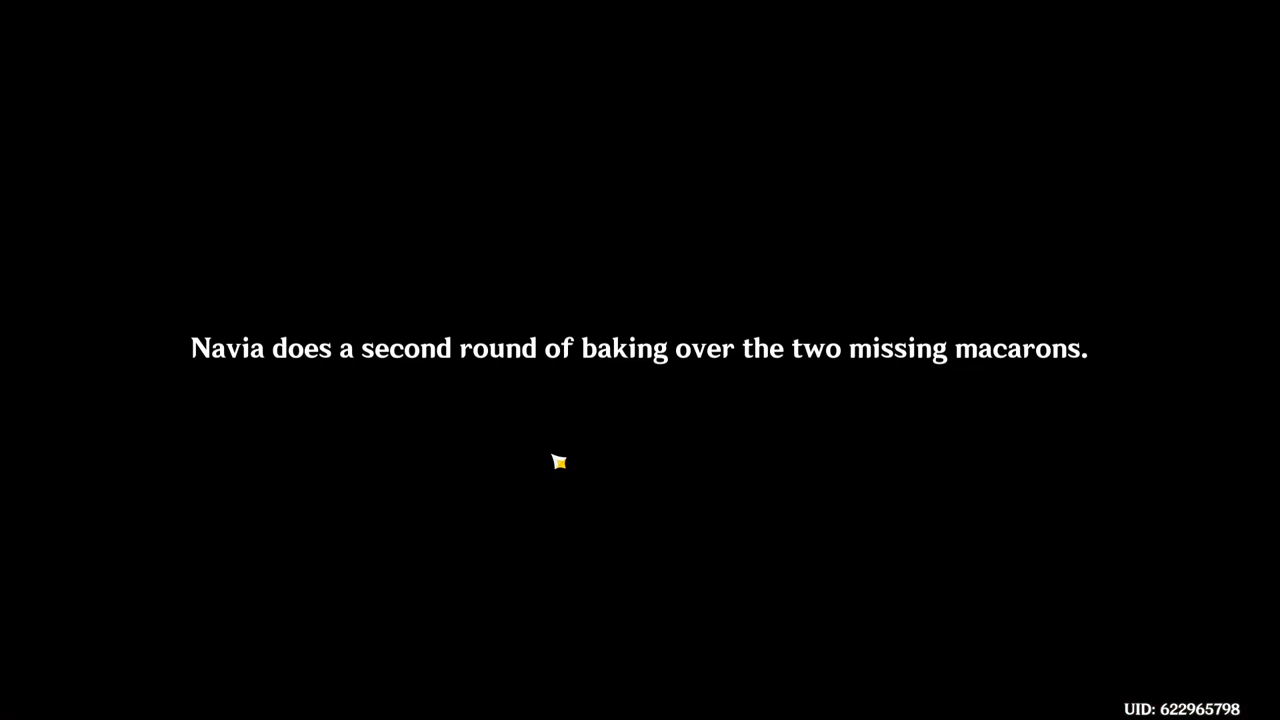 Navia does a second round of baking over the two missing macarons.
UID: 622965798